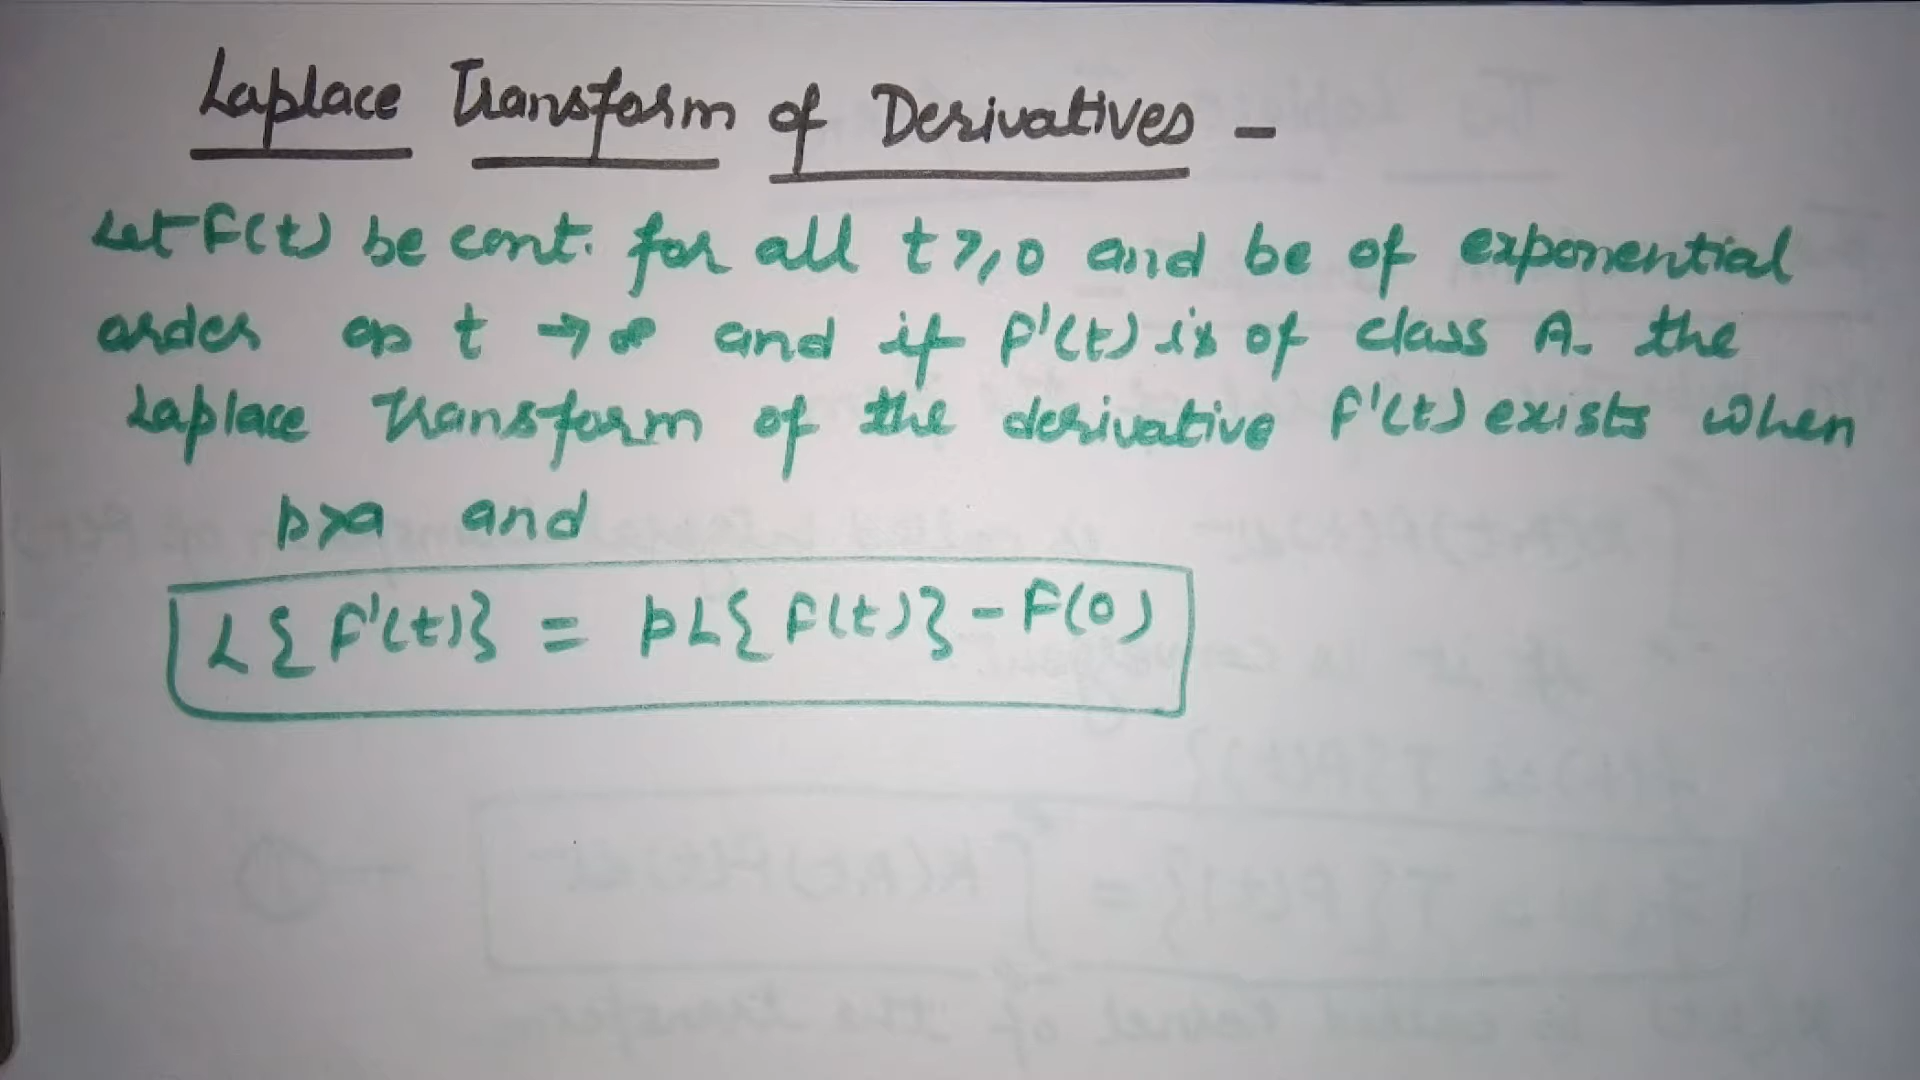 Laplace Transform of Derivatives -
Let F(t) be cont. for all t ≥ 0 and be of exponential
order as t → ∞ and if F'(t) is of class A. the
Laplace Transform of the derivative F'(t) exists when
p>a and
L{F'(t)} = pL{F(t)} - F(0)